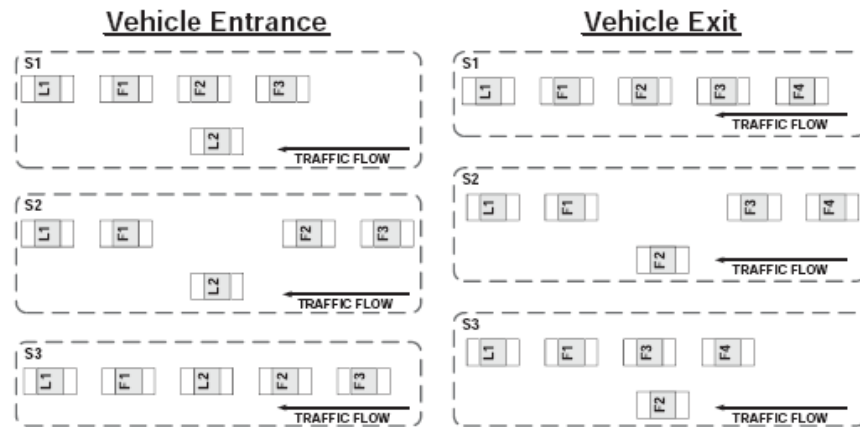 Vehicle Entrance
S1
L1 F1 F2 F3
L2
TRAFFIC FLOW
S2
L1 F1 F2 F3
L2
TRAFFIC FLOW
S3
L1 F1 L2 F2 F3
TRAFFIC FLOW
Vehicle Exit
S1
L1 F1 F2 F3 F4
TRAFFIC FLOW
S2
L1 F1 F3 F4
F2
TRAFFIC FLOW
S3
L1 F1 F3 F4
F2
TRAFFIC FLOW